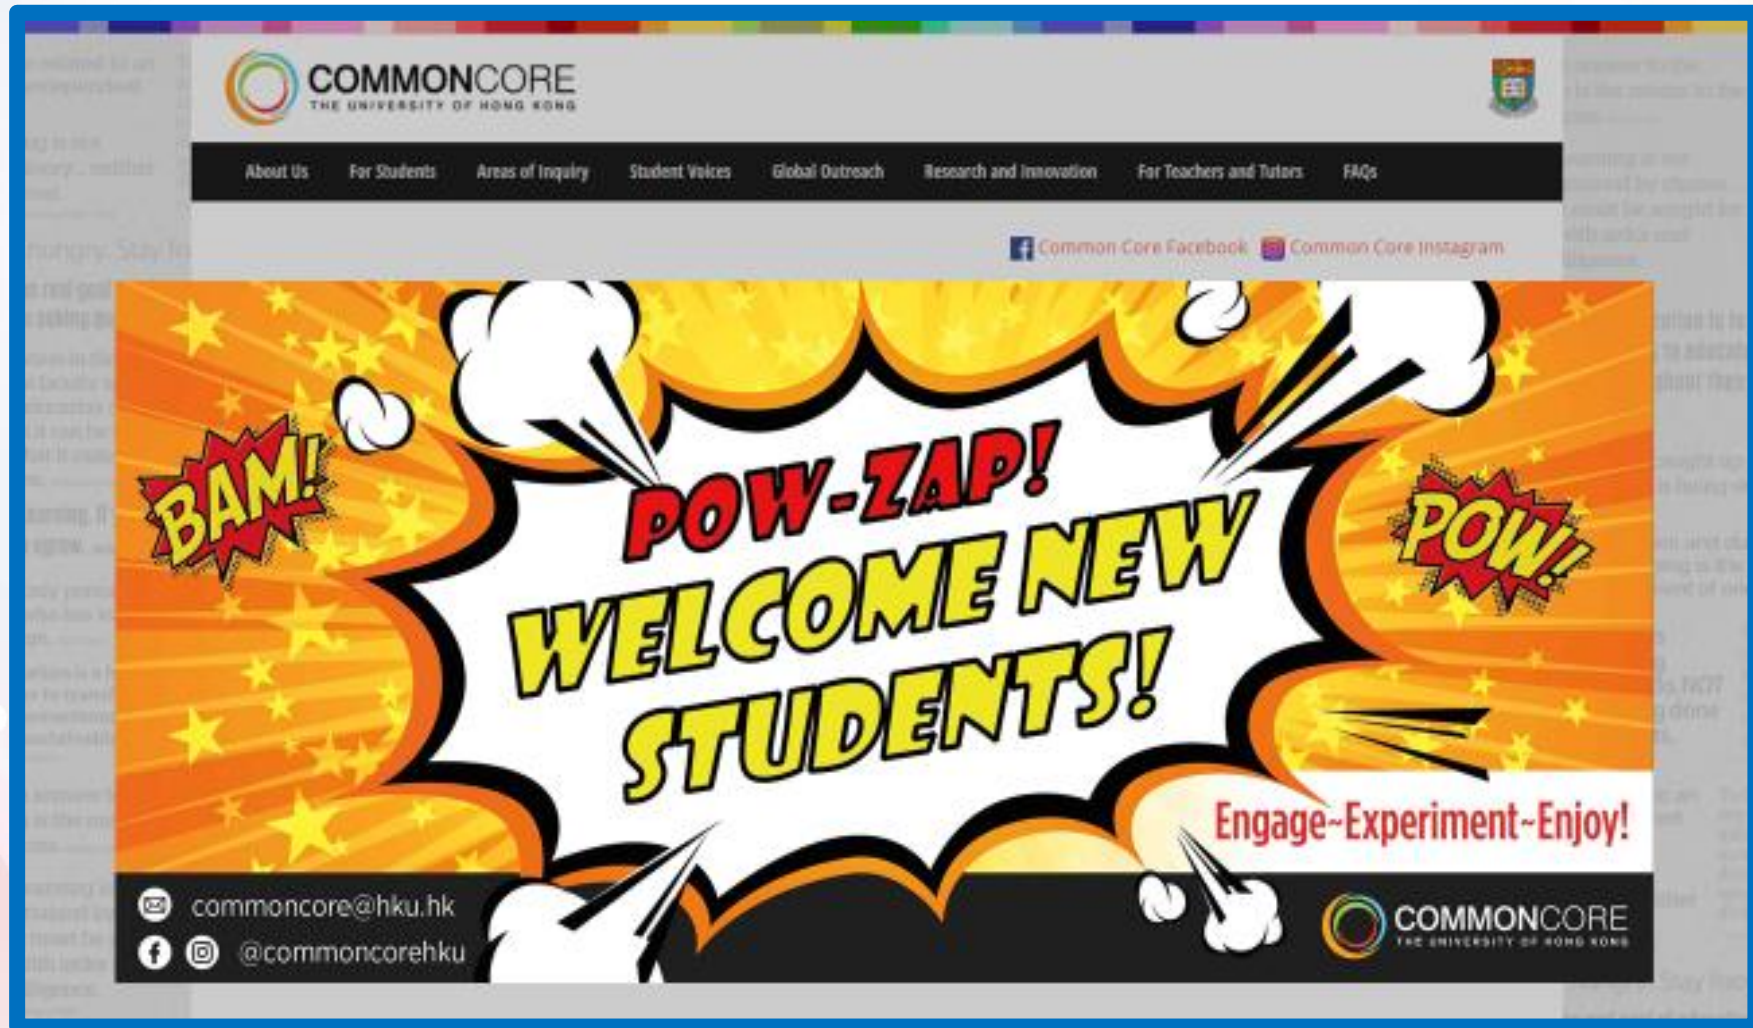 COMMONCORE
THE UNIVERSITY OF HONG KONG
About Us For Students Areas of Inquiry Student Voices Global Outreach Research and Innovation For Teachers and Tutors FAQs
Common Core Facebook Common Core Instagram
BAM!
POW-ZAP!
WELCOME NEW
STUDENTS!
POW!
Engage~Experiment~Enjoy!
commoncore@hku.hk
@commoncorehku
COMMONCORE
THE UNIVERSITY OF HONG KONG